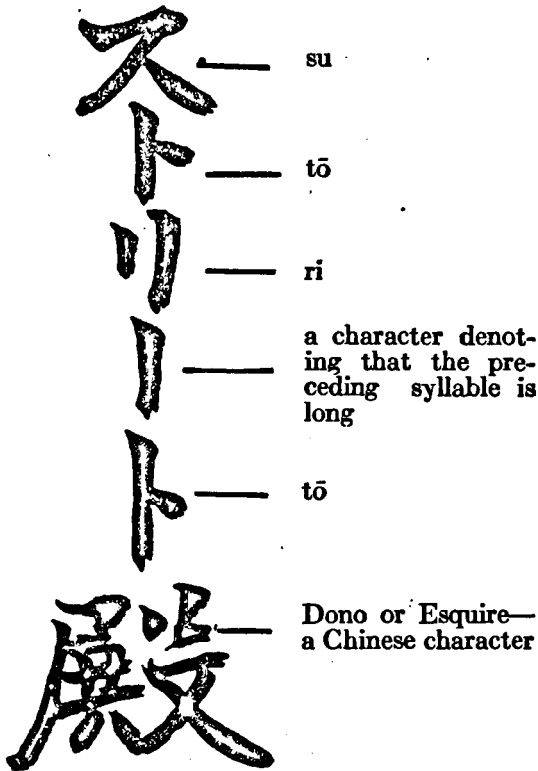 ス su
ト tō
リ ri
ー a character denot-
ing that the pre-
ceding syllable is
long
ト tō
殿 Dono or Esquire—
a Chinese character